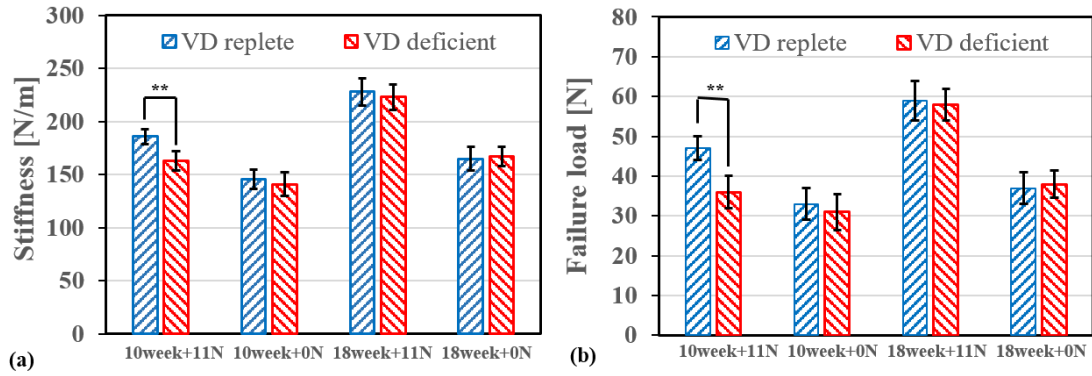 300
250
200
150
100
50
0
Stiffness [N/m]
VD replete
VD deficient
**
10week+11N
10week+0N
18week+11N
18week+0N
(a)
80
70
60
50
40
30
20
10
0
Failure load [N]
VD replete
VD deficient
**
10week+11N
10week+0N
18week+11N
18week+0N
(b)